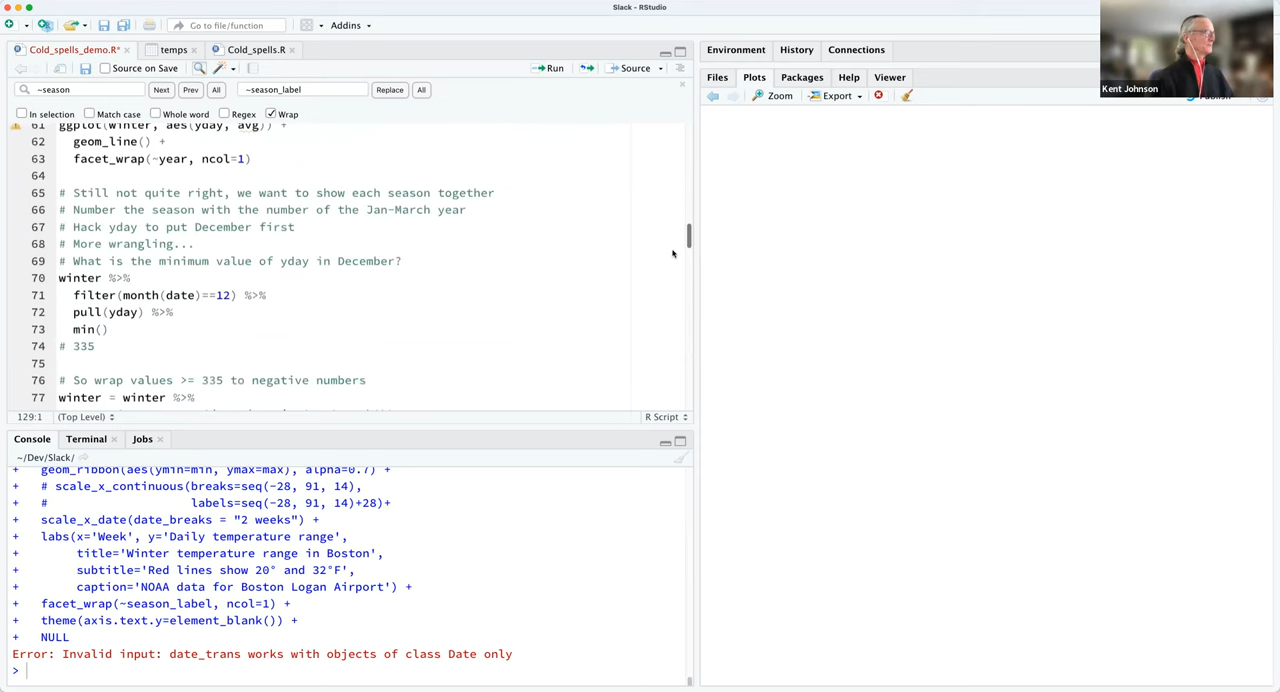 Slack - RStudio
Go to file/function
Addins
Cold_spells_demo.R*
temps
Cold_spells.R
Source on Save
Run
Source
~season
Next
Prev
All
~season_label
Replace
All
In selection
Match case
Whole word
Regex
Wrap
61 ggplot(winter, aes(yday, avg)) +
62   geom_line() +
63   facet_wrap(~year, ncol=1)
64
65 # Still not quite right, we want to show each season together
66 # Number the season with the number of the Jan-March year
67 # Hack yday to put December first
68 # More wrangling...
69 # What is the minimum value of yday in December?
70 winter %>%
71   filter(month(date)==12) %>%
72   pull(yday) %>%
73   min()
74 # 335
75
76 # So wrap values >= 335 to negative numbers
77 winter = winter %>%
129:1
(Top Level)
R Script
Console
Terminal
Jobs
~/Dev/Slack/
+   geom_ribbon(aes(ymin=min, ymax=max), alpha=0.7) +
+   # scale_x_continuous(breaks=seq(-28, 91, 14),
+   #                    labels=seq(-28, 91, 14)+28)+
+   scale_x_date(date_breaks = "2 weeks") +
+   labs(x='Week', y='Daily temperature range',
+        title='Winter temperature range in Boston',
+        subtitle='Red lines show 20° and 32°F',
+        caption='NOAA data for Boston Logan Airport') +
+   facet_wrap(~season_label, ncol=1) +
+   theme(axis.text.y=element_blank()) +
+   NULL
Error: Invalid input: date_trans works with objects of class Date only
>
Environment
History
Connections
Files
Plots
Packages
Help
Viewer
Zoom
Export
Kent Johnson